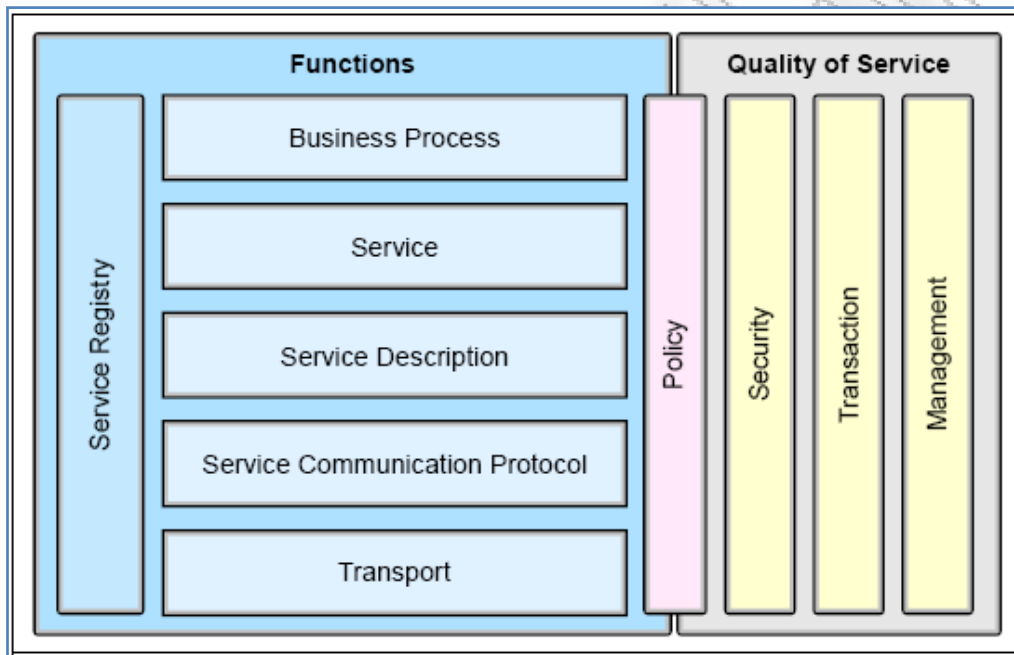 Functions
Quality of Service
Service Registry
Business Process
Service
Service Description
Service Communication Protocol
Transport
Policy
Security
Transaction
Management